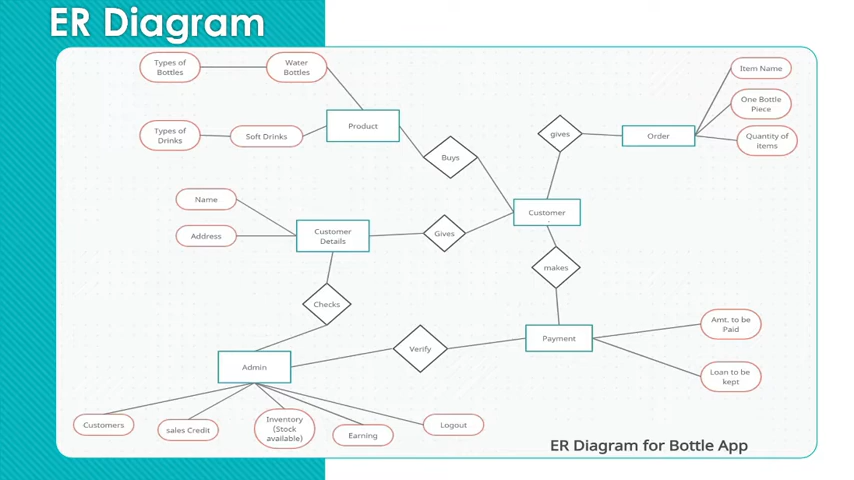 ER Diagram
Types of
Bottles
Water
Bottles
Item Name
One Bottle
Piece
Types of
Drinks
Soft Drinks
Product
gives
Order
Quantity of
items
Buys
Name
Customer
Address
Customer
Details
Gives
makes
Checks
Amt. to be
Paid
Payment
Verify
Admin
Loan to be
kept
Customers
sales Credit
Inventory
(Stock
available)
Earning
Logout
ER Diagram for Bottle App